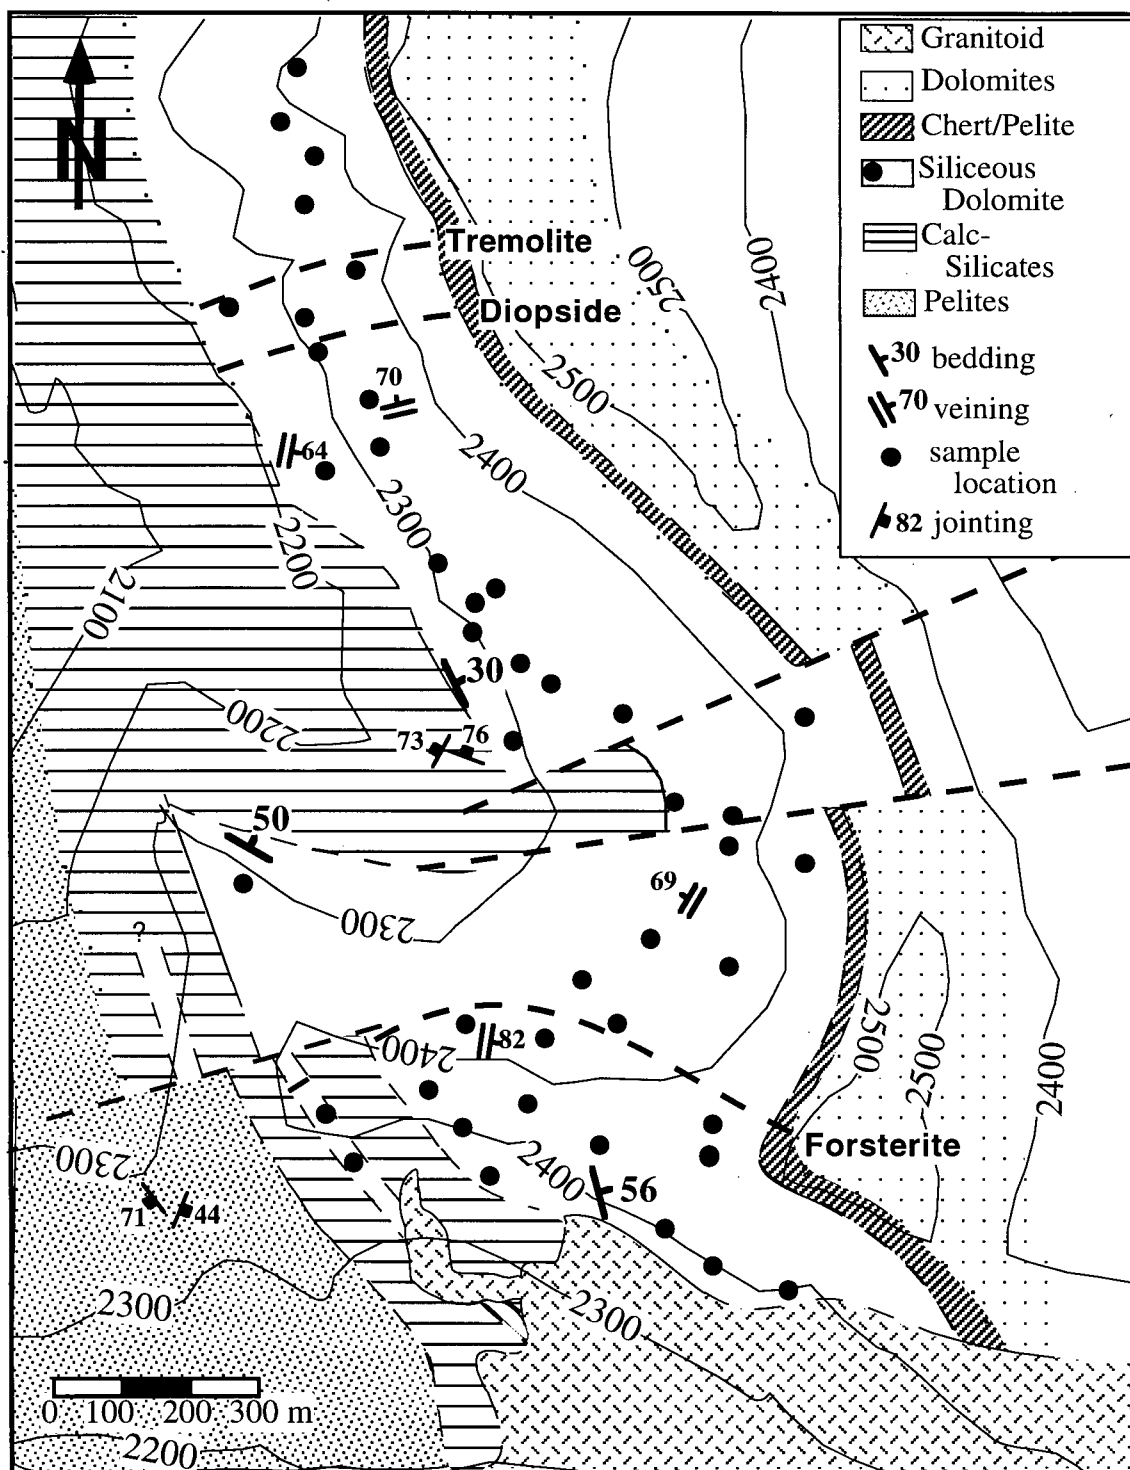 N
Granitoid
Dolomites
Chert/Pelite
Siliceous
Dolomite
Calc-
Silicates
Pelites
30 bedding
70 veining
sample
location
82 jointing
Tremolite
Diopside
2500
2400
2500
70
2400
64
2300
2200
2100
30
2200
73
76
50
69
2300
?
82
2400
2500
2500
2400
Forsterite
2300
2400
56
71
44
2300
2300
0 100 200 300 m
2200